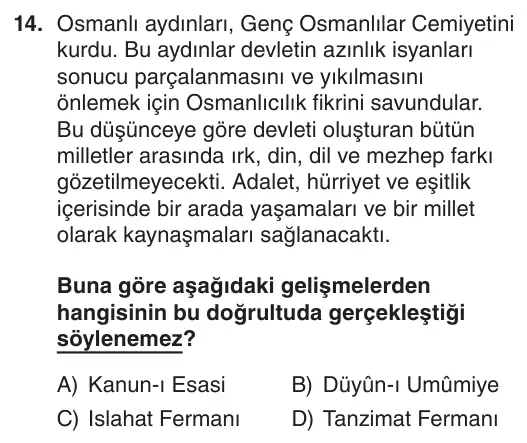 14. Osmanlı aydınları, Genç Osmanlılar Cemiyetini
kurdu. Bu aydınlar devletin azınlık isyanları
sonucu parçalanmasını ve yıkılmasını
önlemek için Osmanlıcılık fikrini savundular.
Bu düşünceye göre devleti oluşturan bütün
milletler arasında ırk, din, dil ve mezhep farkı
gözetilmeyecekti. Adalet, hürriyet ve eşitlik
içerisinde bir arada yaşamaları ve bir millet
olarak kaynaşmaları sağlanacaktı.
Buna göre aşağıdaki gelişmelerden
hangisinin bu doğrultuda gerçekleştiği
söylenemez?
A) Kanun-ı Esasi B) Düyûn-ı Umûmiye
C) Islahat Fermanı D) Tanzimat Fermanı